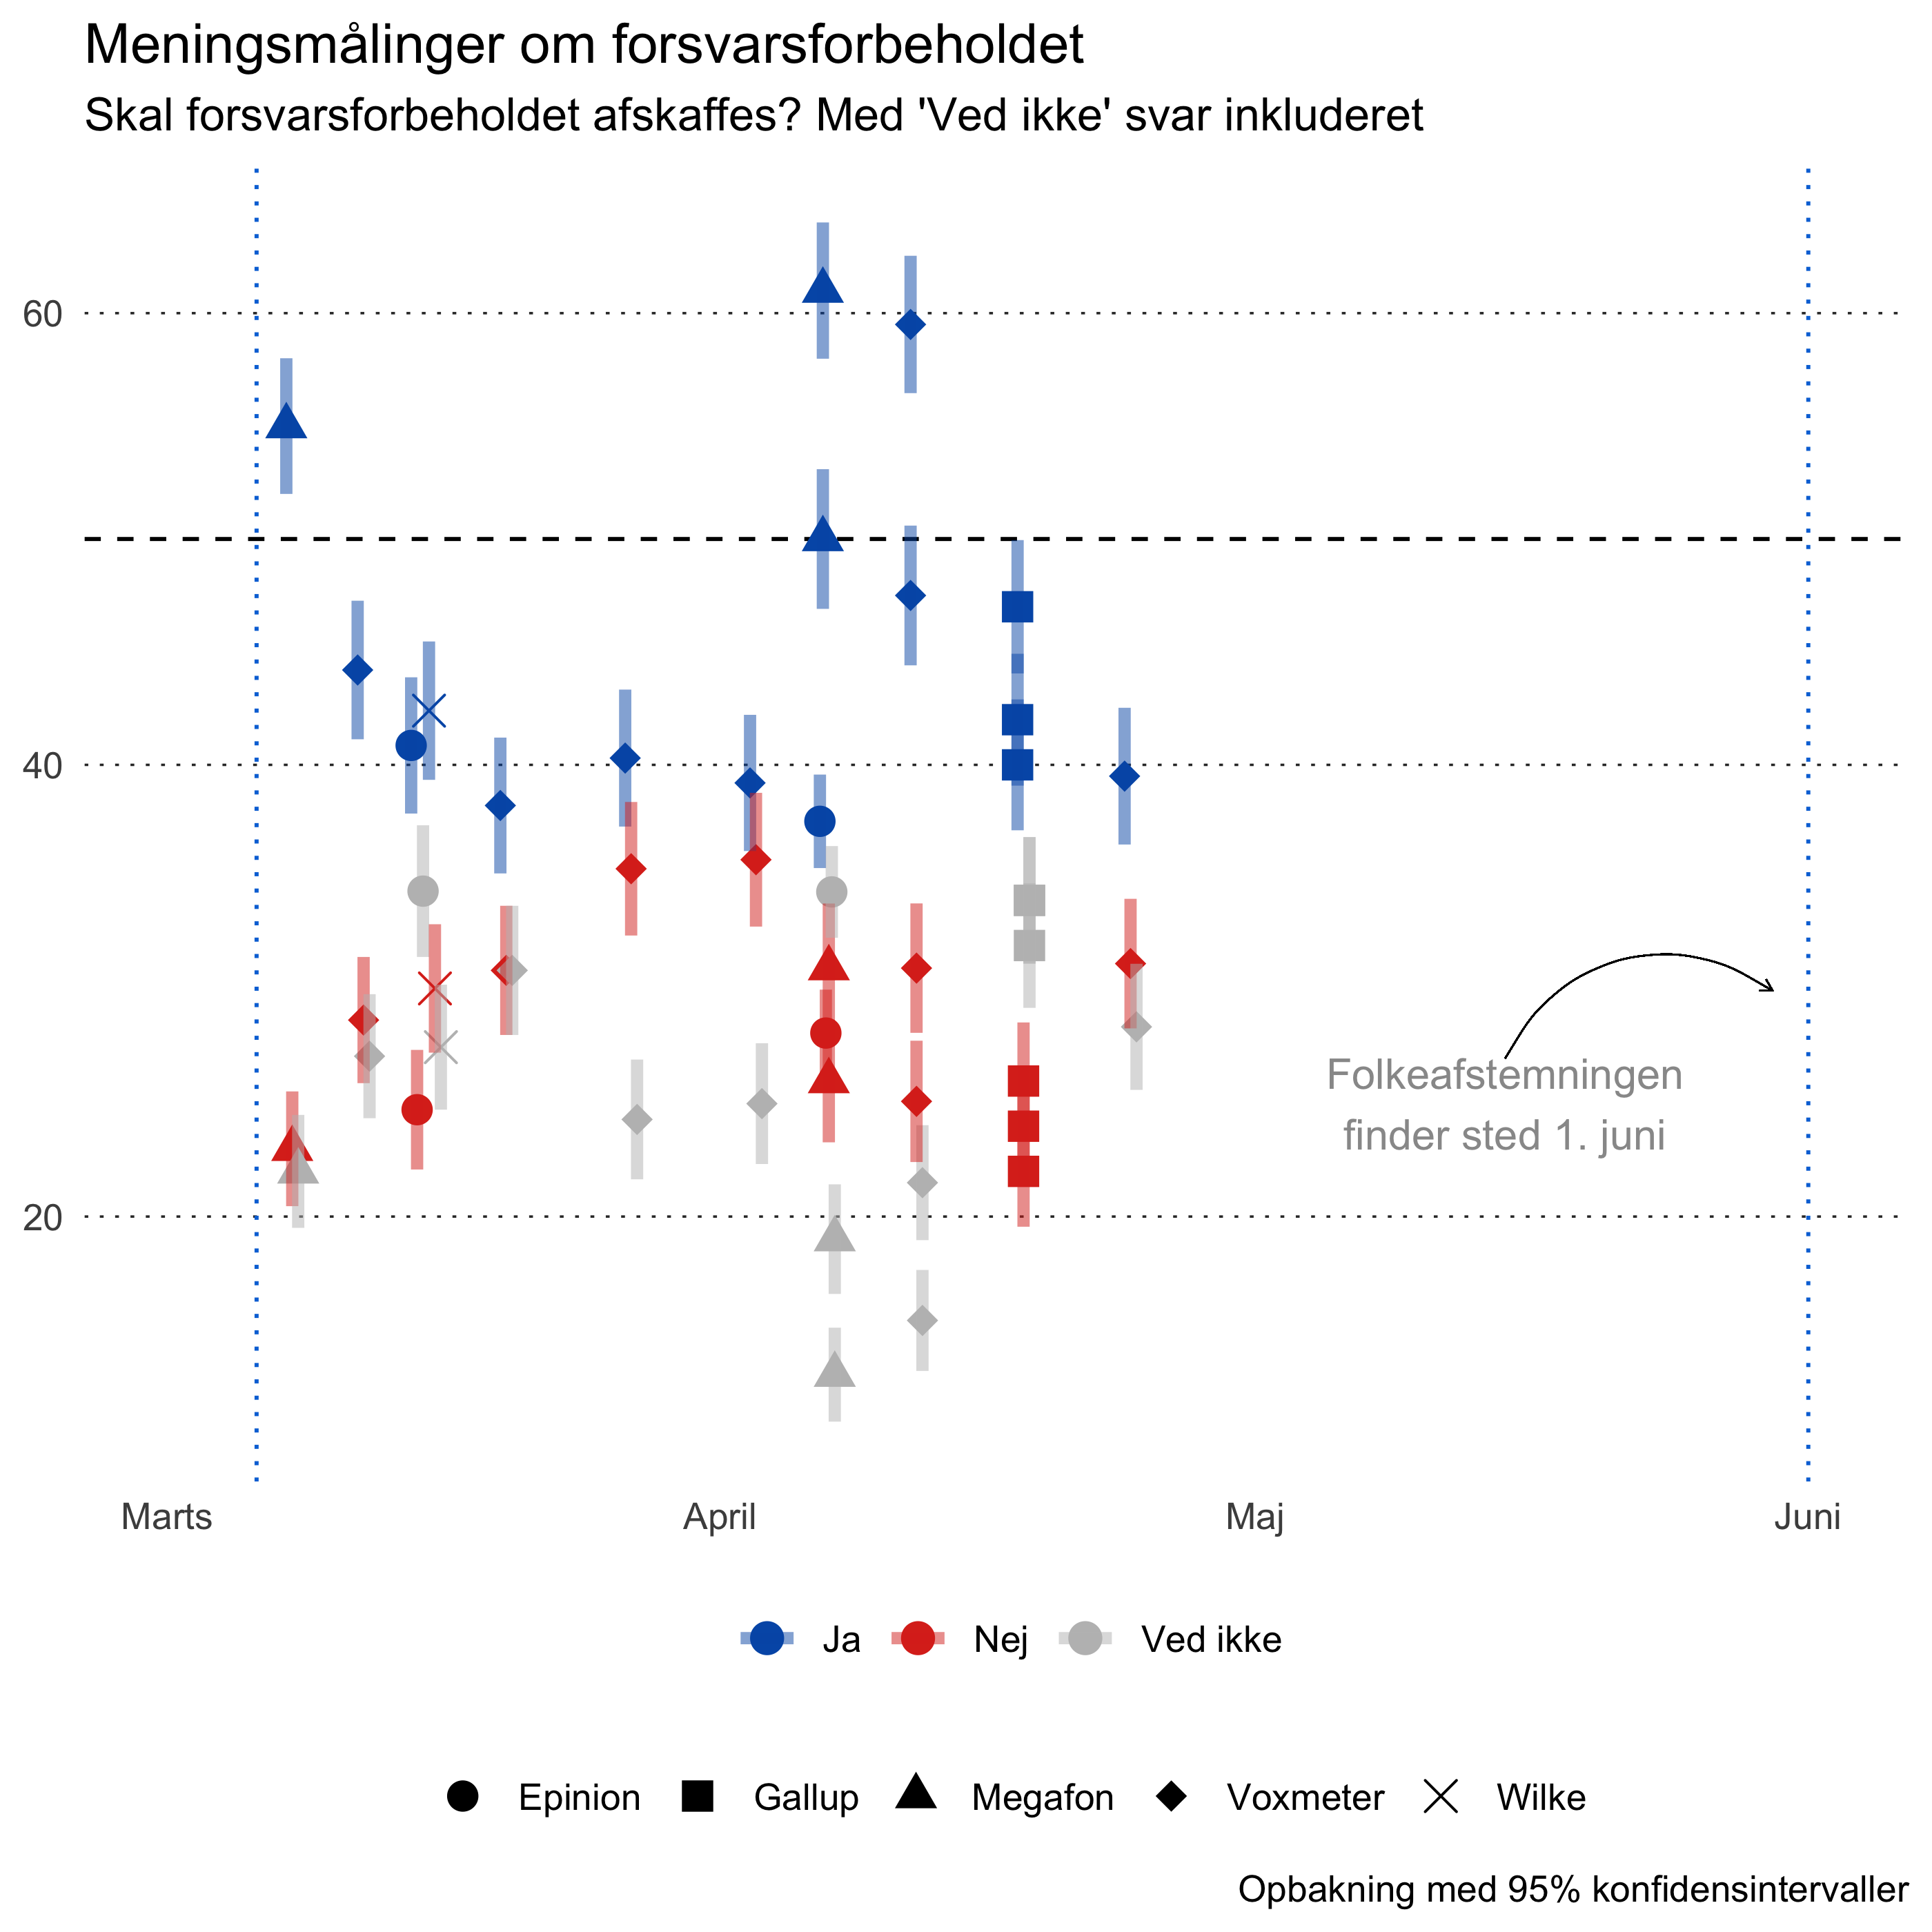 Meningsmålinger om forsvarsforbeholdet
Skal forsvarsforbeholdet afskaffes? Med 'Ved ikke' svar inkluderet
60
40
20
Folkeafstemningen
finder sted 1. juni
Marts April Maj Juni
Ja Nej Ved ikke
Epinion Gallup Megafon Voxmeter Wilke
Opbakning med 95% konfidensintervaller